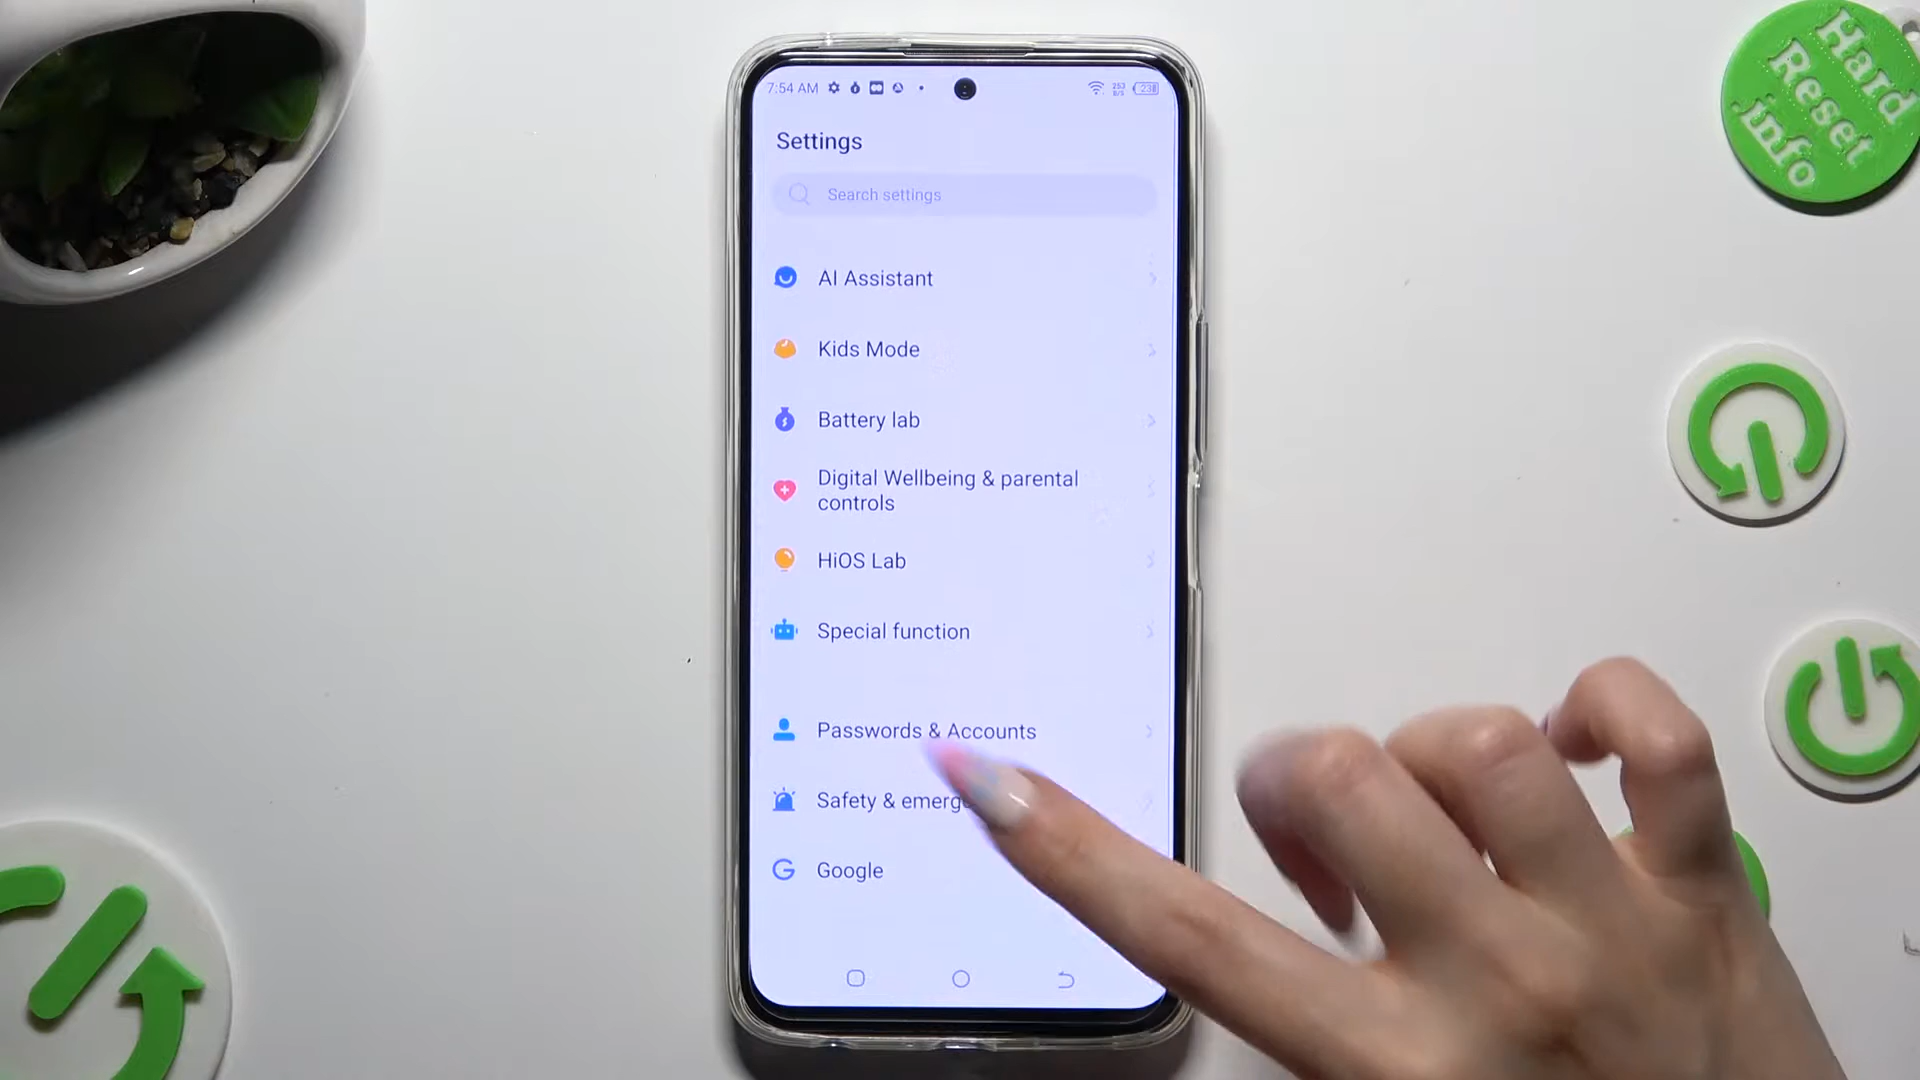 7:54 AM
Settings
Search settings
AI Assistant
Kids Mode
Battery lab
Digital Wellbeing & parental
controls
HiOS Lab
Special function
Passwords & Accounts
Safety & emerge
Google
Hard
Reset
info